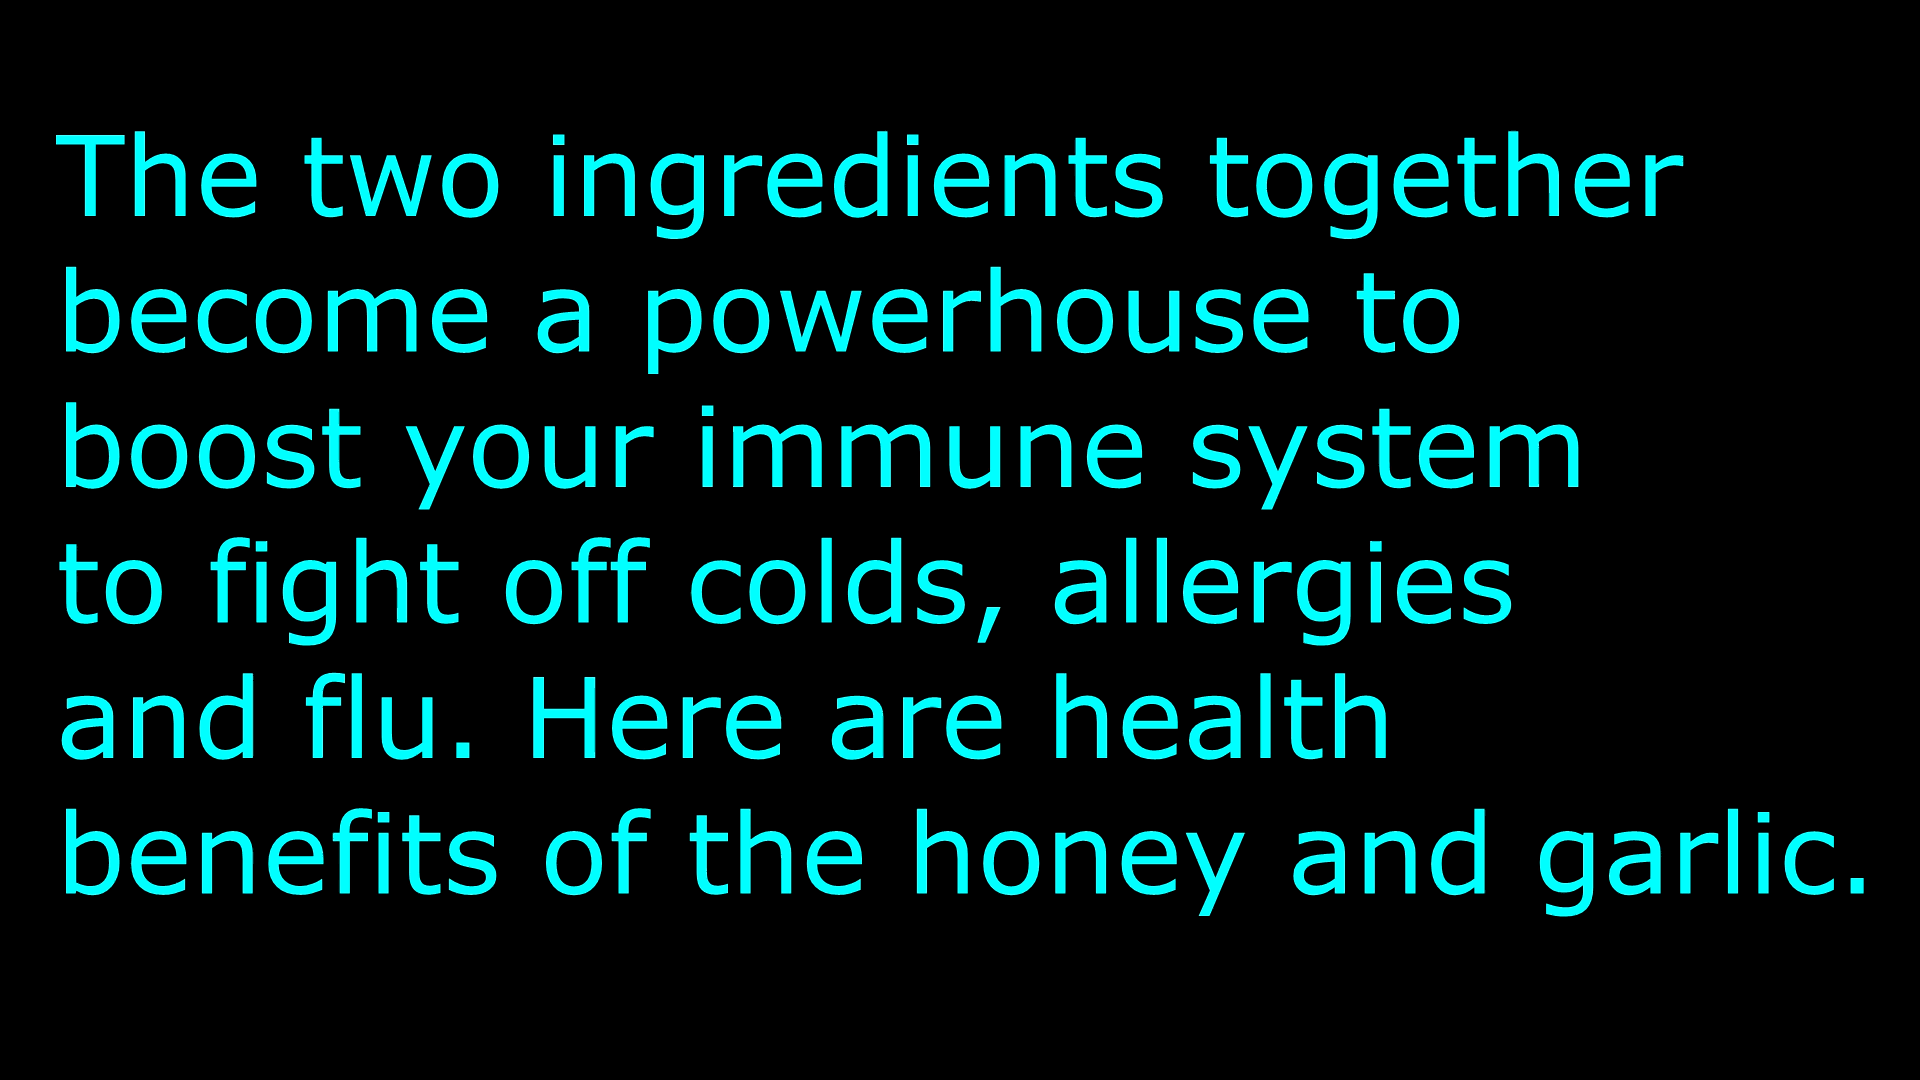 The two ingredients together
become a powerhouse to
boost your immune system
to fight off colds, allergies
and flu. Here are health
benefits of the honey and garlic.